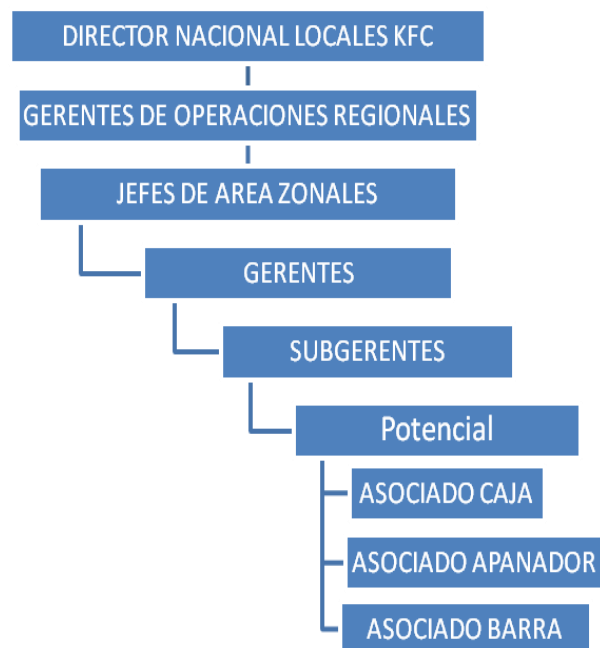 DIRECTOR NACIONAL LOCALES KFC
GERENTES DE OPERACIONES REGIONALES
JEFES DE AREA ZONALES
GERENTES
SUBGERENTES
Potencial
ASOCIADO CAJA
ASOCIADO APANADOR
ASOCIADO BARRA